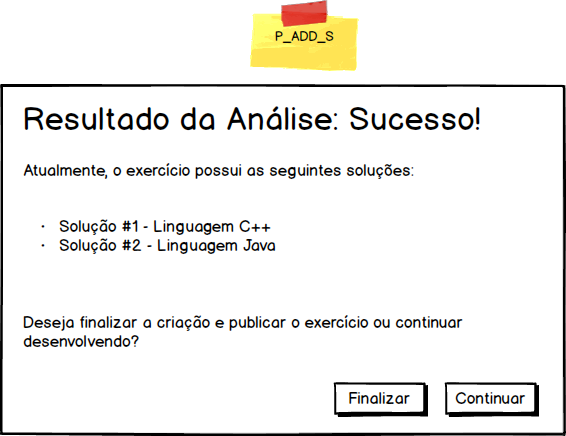 P_ADD_S
Resultado da Análise: Sucesso!
Atualmente, o exercício possui as seguintes soluções:
· Solução #1 - Linguagem C++
· Solução #2 - Linguagem Java
Deseja finalizar a criação e publicar o exercício ou continuar
desenvolvendo?
Finalizar Continuar